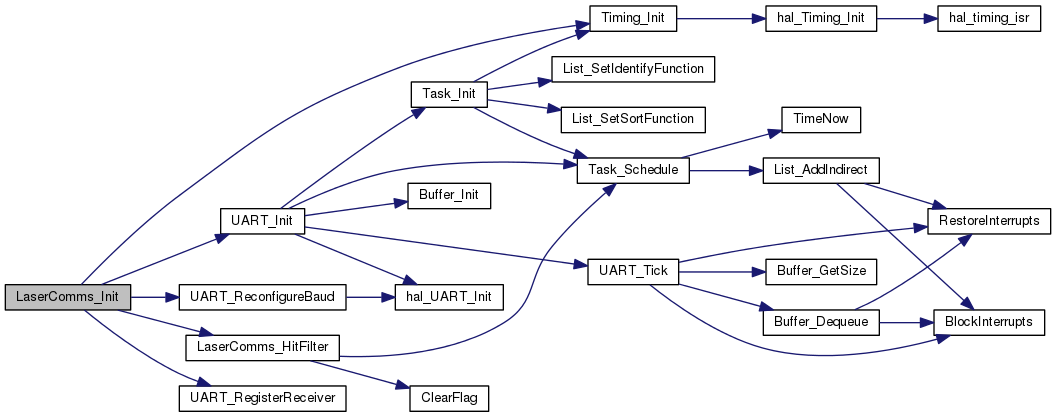 Timing_Init
hal_Timing_Init
hal_timing_isr
List_SetIdentifyFunction
Task_Init
List_SetSortFunction
TimeNow
Task_Schedule
List_AddIndirect
Buffer_Init
UART_Init
RestoreInterrupts
UART_Tick
Buffer_GetSize
LaserComms_Init
UART_ReconfigureBaud
hal_UART_Init
Buffer_Dequeue
BlockInterrupts
LaserComms_HitFilter
UART_RegisterReceiver
ClearFlag